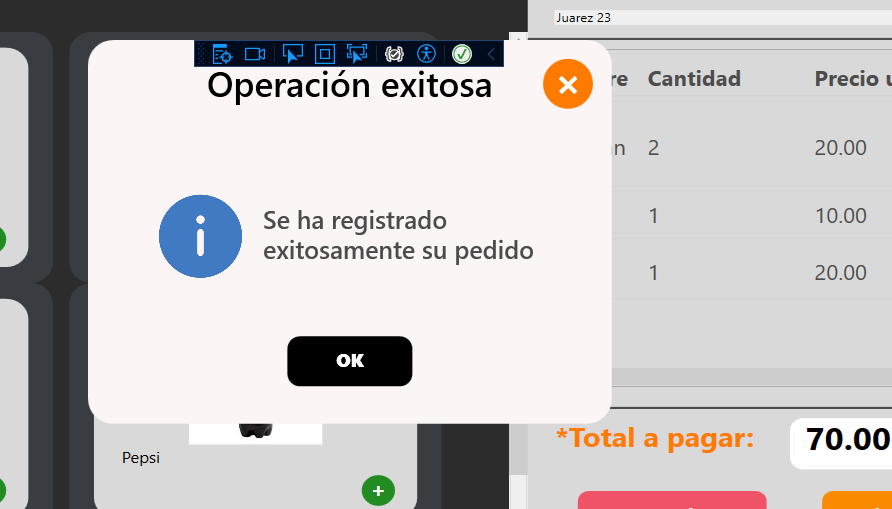 Juarez 23
Operación exitosa
Cantidad
Precio
2
20.00
Se ha registrado
exitosamente su pedido
1
10.00
1
20.00
OK
*Total a pagar:
70.00
Pepsi